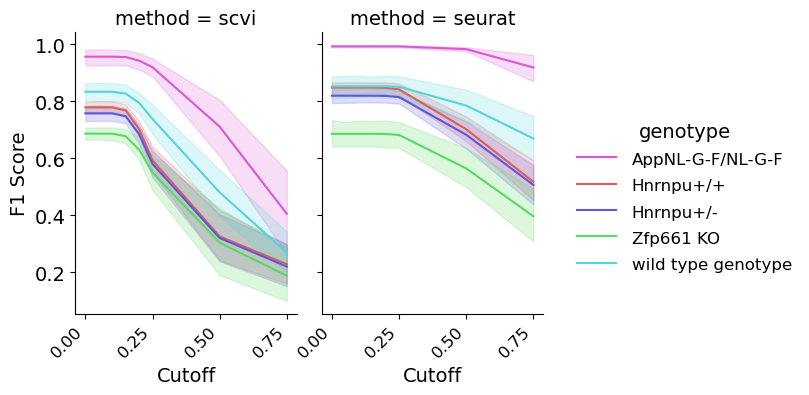 method = scvi
method = seurat
F1 Score
1.0
0.8
0.6
0.4
0.2
0.00
0.25
0.50
0.75
Cutoff
0.00
0.25
0.50
0.75
Cutoff
genotype
AppNL-G-F/NL-G-F
Hnrnpu+/+
Hnrnpu+/-
Zfp661 KO
wild type genotype